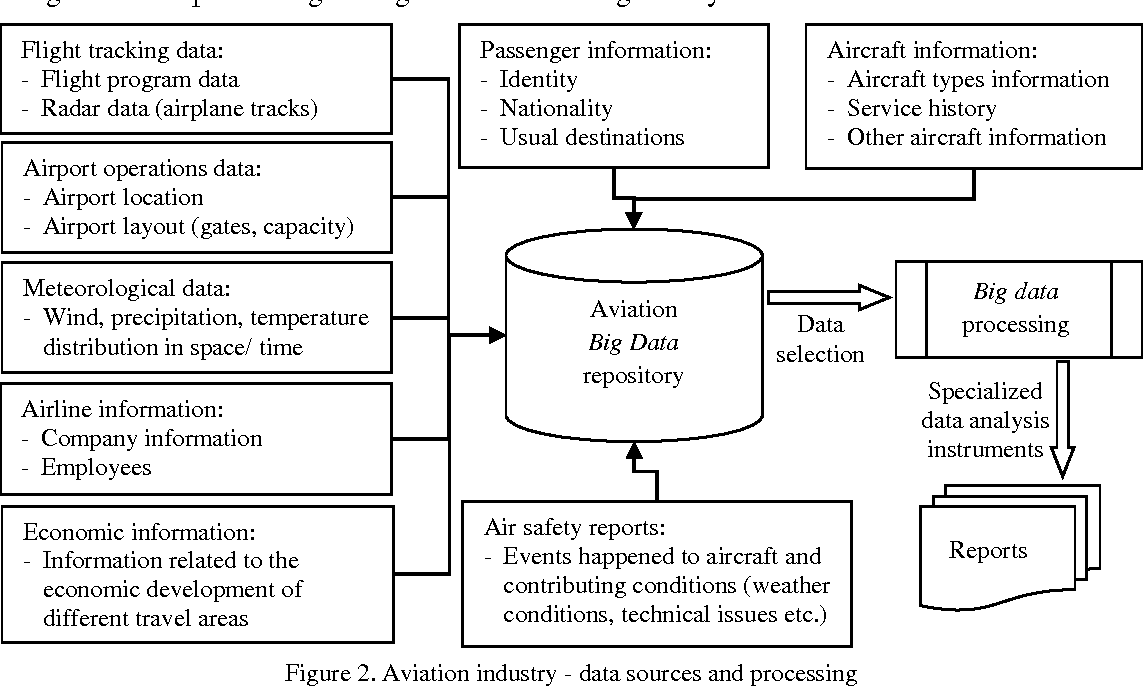 Flight tracking data:
- Flight program data
- Radar data (airplane tracks)
Airport operations data:
- Airport location
- Airport layout (gates, capacity)
Meteorological data:
- Wind, precipitation, temperature
distribution in space/ time
Airline information:
- Company information
- Employees
Economic information:
- Information related to the
economic development of
different travel areas
Passenger information:
- Identity
- Nationality
- Usual destinations
Aircraft information:
- Aircraft types information
- Service history
- Other aircraft information
Aviation
Big Data
repository
Data
selection
Big data
processing
Specialized
data analysis
instruments
Reports
Air safety reports:
- Events happened to aircraft and
contributing conditions (weather
conditions, technical issues etc.)
Figure 2. Aviation industry - data sources and processing